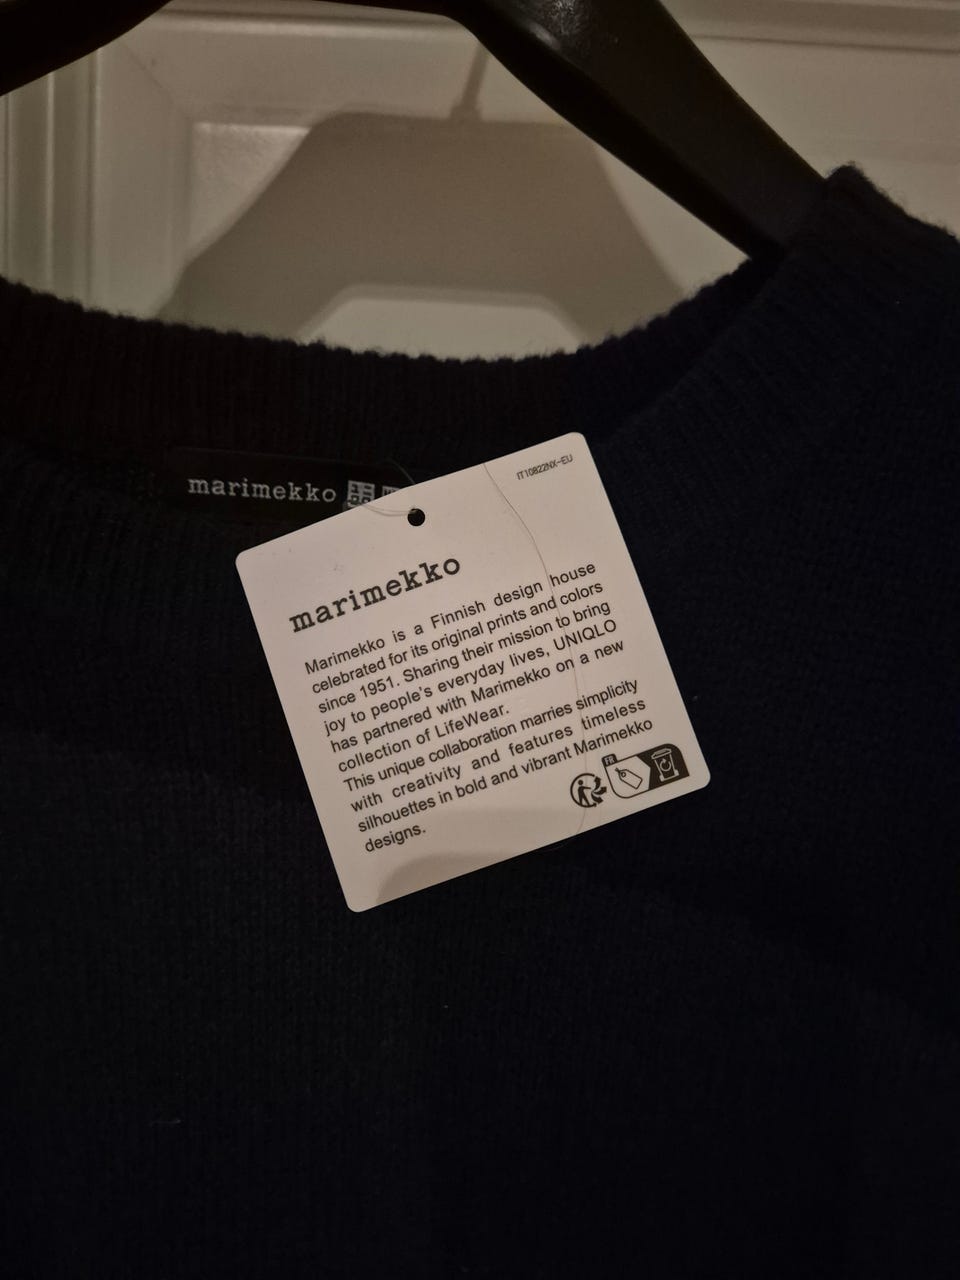 marimekko
IT10822NX-EU
marimekko
Marimekko is a Finnish design house
celebrated for its original prints and colors
since 1951. Sharing their mission to bring
joy to people's everyday lives, UNIQLO
has partnered with Marimekko on a new
collection of LifeWear.
This unique collaboration marries simplicity
with creativity and features timeless
silhouettes in bold and vibrant Marimekko
designs.
FR